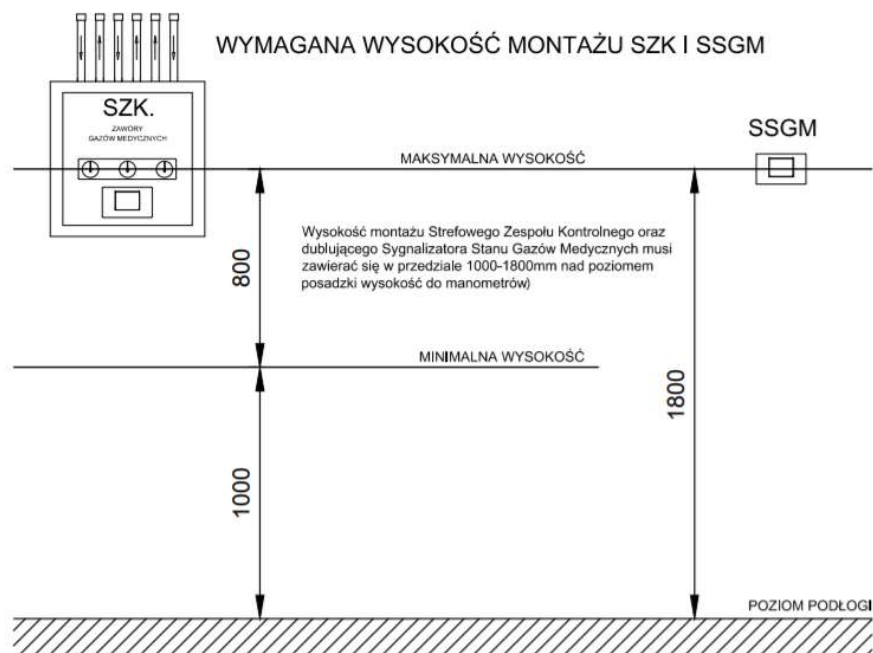 WYMAGANA WYSOKOŚĆ MONTAŻU SZK I SSGM
SZK.
ZAWORY
GAZÓW MEDYCZNYCH
SSGM
MAKSYMALNA WYSOKOŚĆ
Wysokość montażu Strefowego Zespołu Kontrolnego oraz
dublującego Sygnalizatora Stanu Gazów Medycznych musi
zawierać się w przedziale 1000-1800mm nad poziomem
posadzki wysokość do manometrów)
800
MINIMALNA WYSOKOŚĆ
1800
1000
POZIOM PODŁOGI